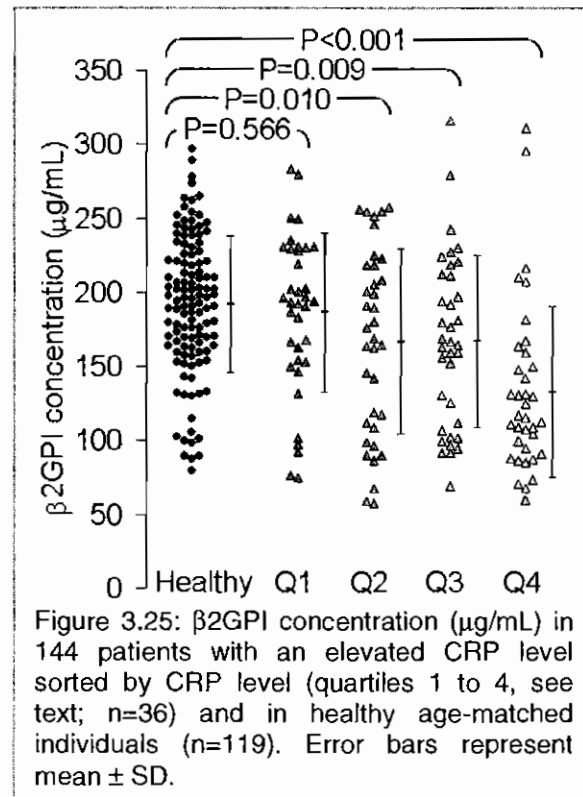 P<0.001
P=0.009
P=0.010
P=0.566
350
300
250
200
150
100
50
0
β2GPI concentration (µg/mL)
Healthy Q1 Q2 Q3 Q4
Figure 3.25: β2GPI concentration (µg/mL) in
144 patients with an elevated CRP level
sorted by CRP level (quartiles 1 to 4, see
text; n=36) and in healthy age-matched
individuals (n=119). Error bars represent
mean ± SD.